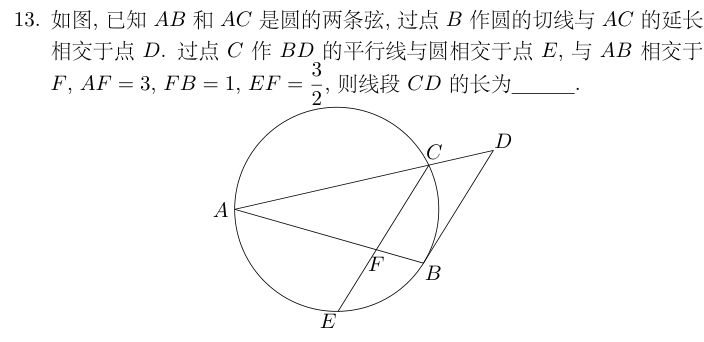 13. 如图, 已知 AB 和 AC 是圆的两条弦, 过点 B 作圆的切线与 AC 的延长
相交于点 D. 过点 C 作 BD 的平行线与圆相交于点 E, 与 AB 相交于
F, AF = 3, FB = 1, EF = 3/2, 则线段 CD 的长为______.
D
C
A
F
B
E